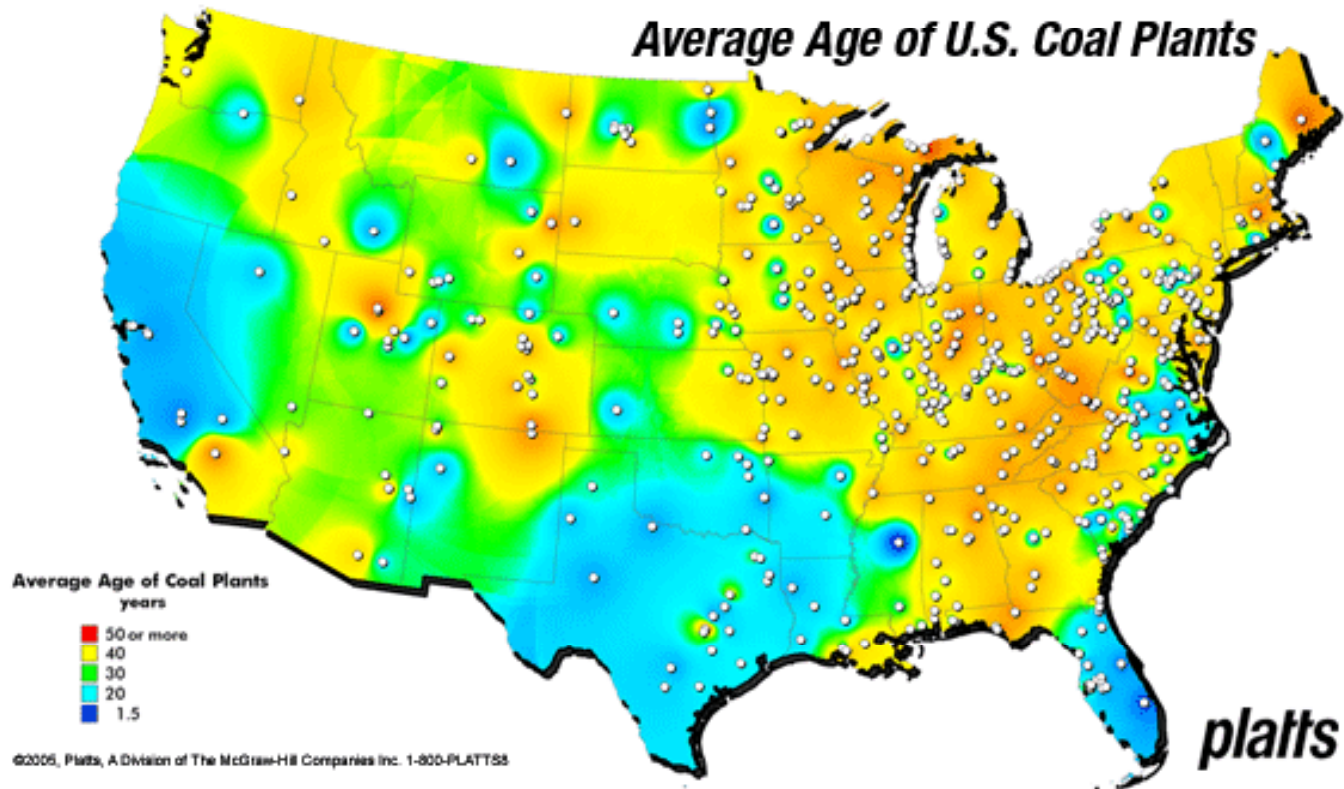 Average Age of U.S. Coal Plants
Average Age of Coal Plants
years
50 or more
40
30
20
1.5
©2005, Platts, A Division of The McGraw-Hill Companies Inc. 1-800-PLATTS8
platts